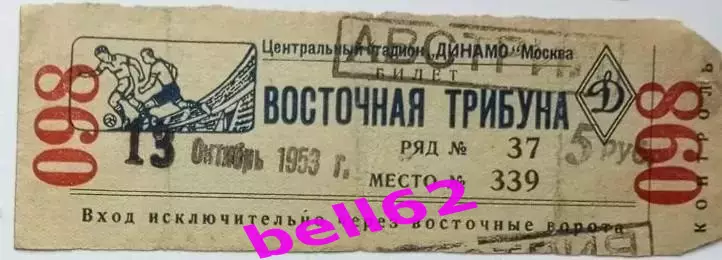 098
Центральный стадион „ДИНАМО" Москва
БИЛЕТ
АВСТРИЯ
ВОСТОЧНАЯ ТРИБУНА
Д
13 Октябрь 1953 г.
РЯД № 37
5 руб.
МЕСТО № 339
Вход исключительно через восточные ворота
098
КОНТРОЛЬ
bell62